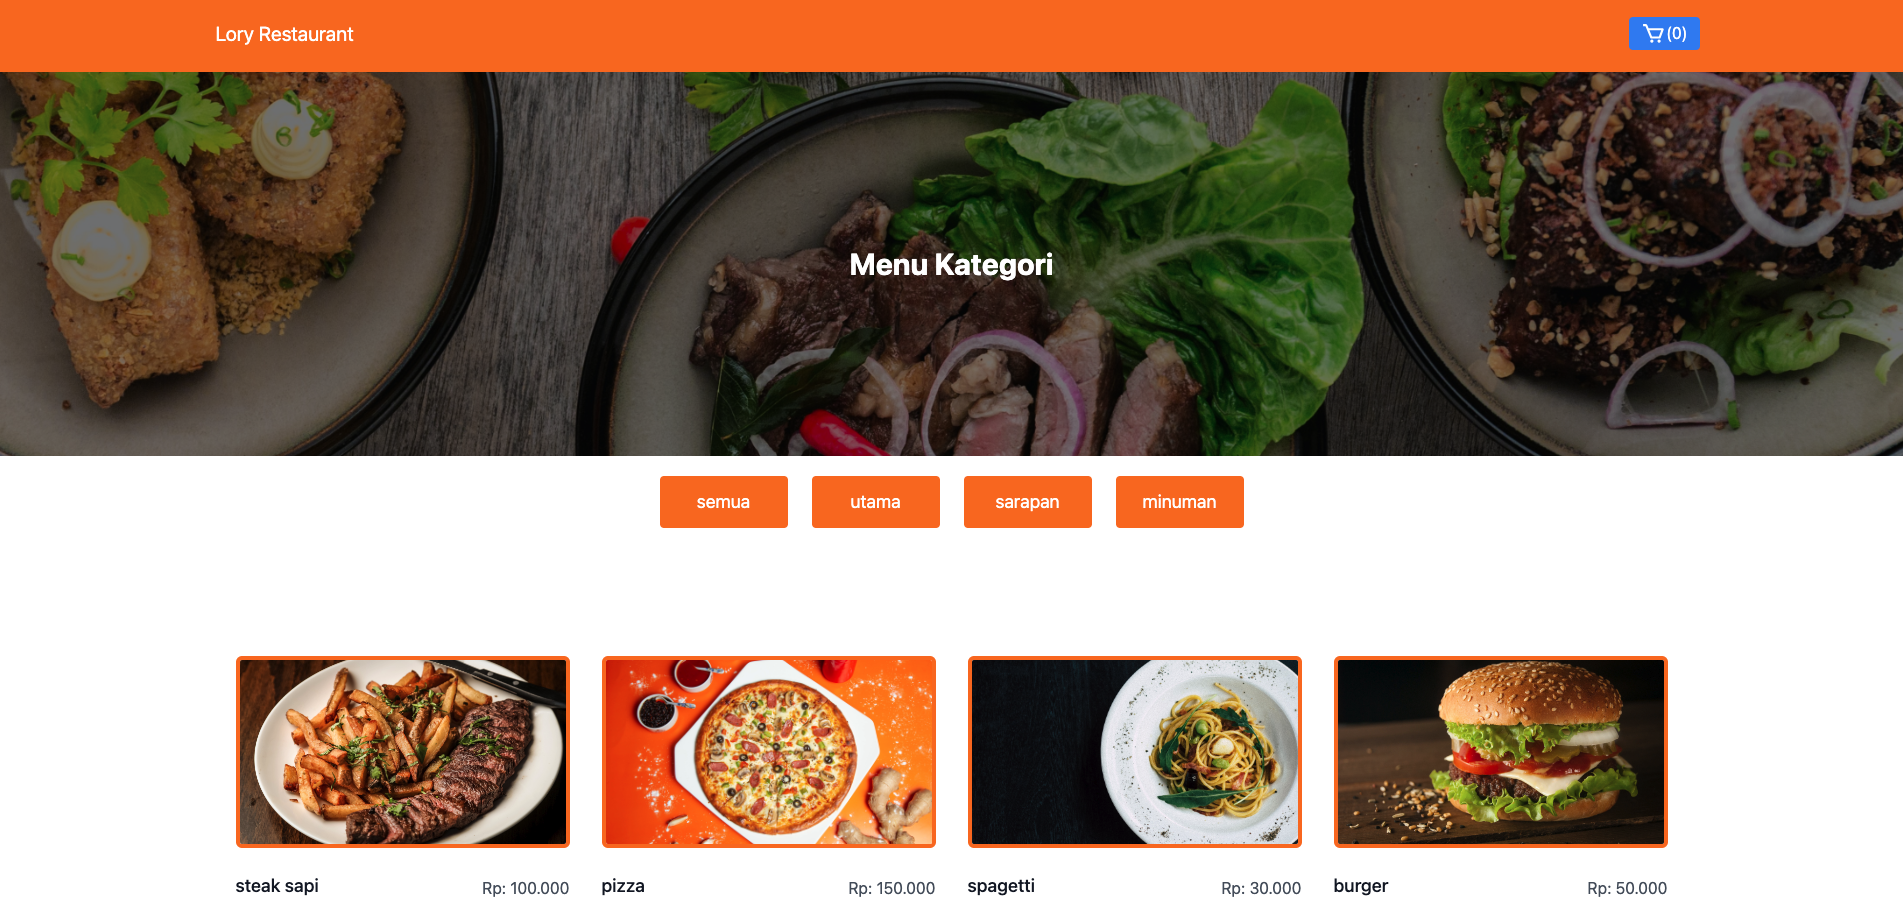 Lory Restaurant
(0)
Menu Kategori
semua
utama
sarapan
minuman
steak sapi
Rp: 100.000
pizza
Rp: 150.000
spagetti
Rp: 30.000
burger
Rp: 50.000